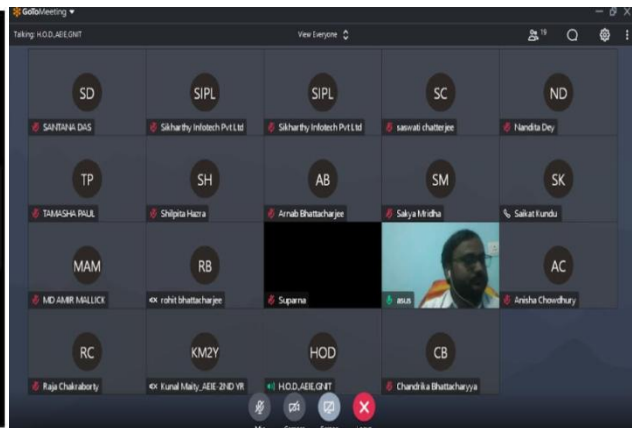 GoToMeeting
Talking: H.O.D.,AEIE,GNIT
View Everyone
19
SD
SIPL
SIPL
SC
ND
SANTANA DAS
Sikharthy Infotech Pvt Ltd
Sikharthy Infotech Pvt Ltd
saswati chatterjee
Nandita Dey
TP
SH
AB
SM
SK
TAMASHA PAUL
Shilpita Hazra
Arnab Bhattacharjee
Sakya Mridha
Saikat Kundu
MAM
RB
AC
MD AMIR MALLICK
rohit bhattacharjee
Suparna
asus
Anisha Chowdhury
RC
KM2Y
HOD
CB
Raja Chakraborty
Kunal Maity_AEIE-2ND YR
H.O.D.,AEIE,GNIT
Chandrika Bhattacharyya